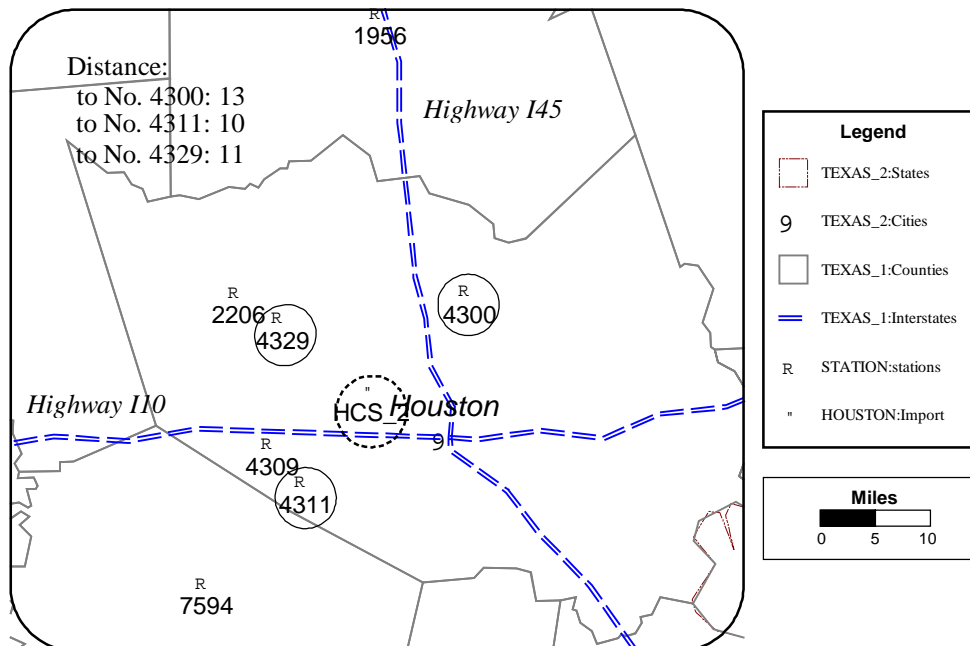 R
1956
Distance:
to No. 4300: 13
to No. 4311: 10
to No. 4329: 11
Highway I45
R
2206
R
4329
R
4300
Highway I10
"
HCS_2
Houston
9
R
4309
R
4311
R
7594
Legend
TEXAS_2:States
9 TEXAS_2:Cities
TEXAS_1:Counties
TEXAS_1:Interstates
R STATION:stations
" HOUSTON:Import
Miles
0 5 10